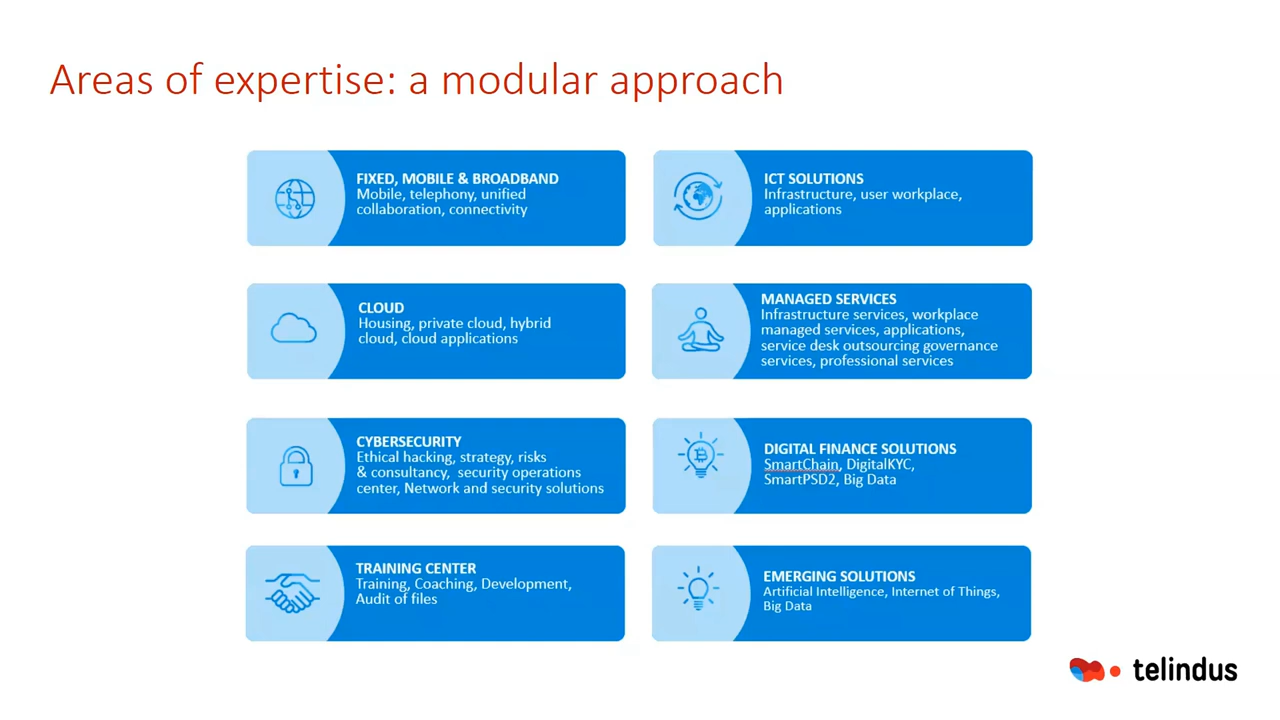 Areas of expertise: a modular approach
FIXED, MOBILE & BROADBAND
Mobile, telephony, unified
collaboration, connectivity
ICT SOLUTIONS
Infrastructure, user workplace,
applications
CLOUD
Housing, private cloud, hybrid
cloud, cloud applications
MANAGED SERVICES
Infrastructure services, workplace
managed services, applications,
service desk outsourcing governance
services, professional services
CYBERSECURITY
Ethical hacking, strategy, risks
& consultancy, security operations
center, Network and security solutions
DIGITAL FINANCE SOLUTIONS
SmartChain, DigitalKYC,
SmartPSD2, Big Data
TRAINING CENTER
Training, Coaching, Development,
Audit of files
EMERGING SOLUTIONS
Artificial Intelligence, Internet of Things,
Big Data
telindus